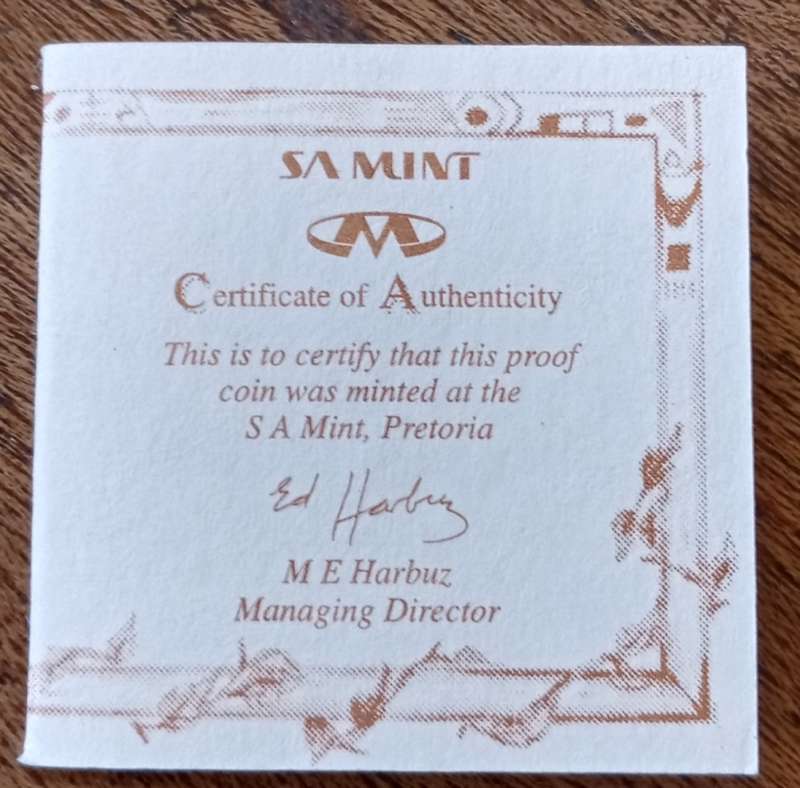 SA MINT
M
Certificate of Authenticity
This is to certify that this proof
coin was minted at the
S A Mint, Pretoria
Ed Harbuz
M E Harbuz
Managing Director